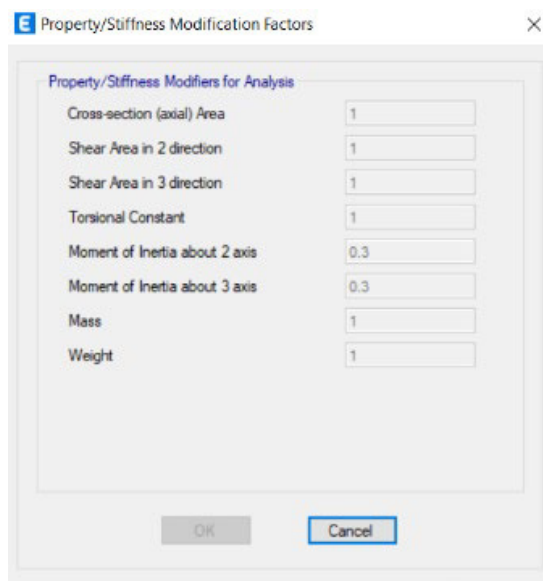 E Property/Stiffness Modification Factors
Property/Stiffness Modifiers for Analysis
Cross-section (axial) Area 1
Shear Area in 2 direction 1
Shear Area in 3 direction 1
Torsional Constant 1
Moment of Inertia about 2 axis 0.3
Moment of Inertia about 3 axis 0.3
Mass 1
Weight 1
OK Cancel